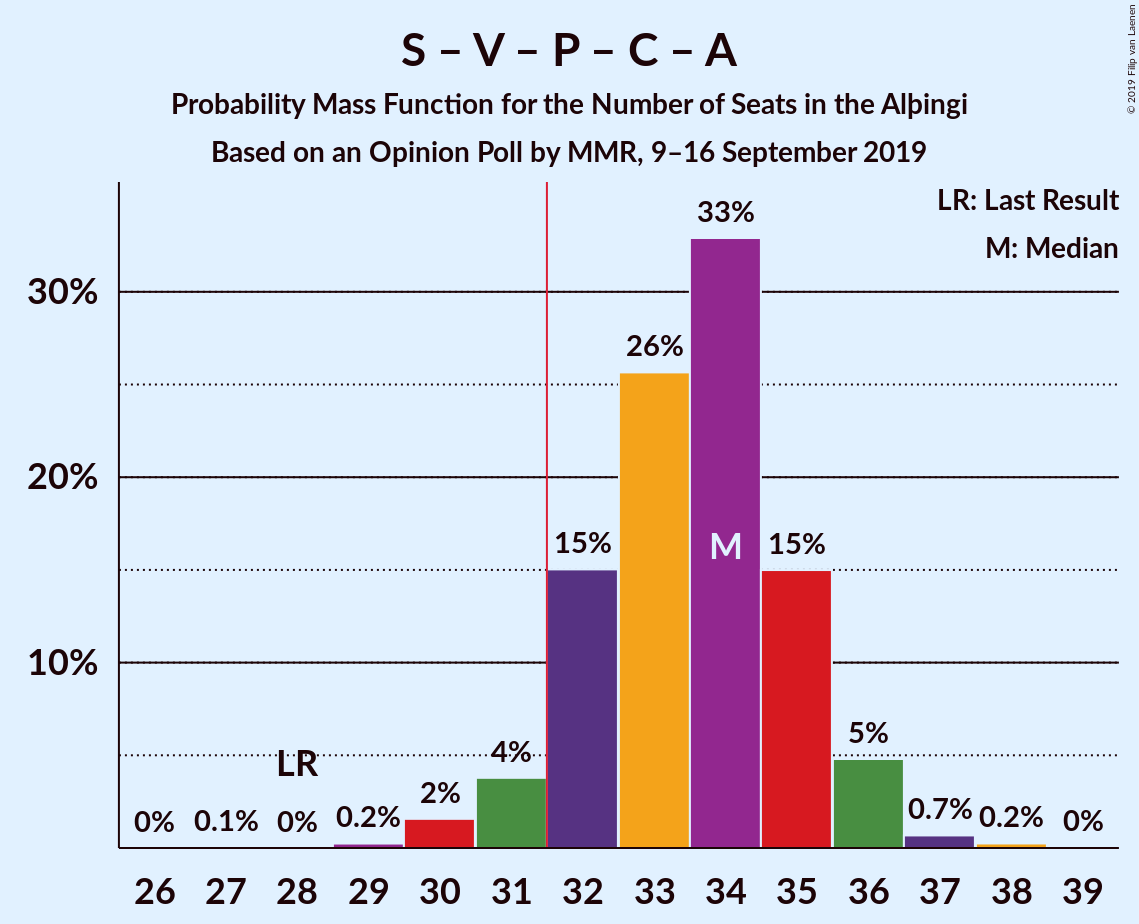 S – V – P – C – A
Probability Mass Function for the Number of Seats in the Alþingi
Based on an Opinion Poll by MMR, 9–16 September 2019
© 2019 Filip van Laenen
LR: Last Result
M: Median
30%
20%
10%
0% 0.1% 0% 0.2% 2% 4% 15% 26% 33% 15% 5% 0.7% 0.2% 0%
LR
M
26 27 28 29 30 31 32 33 34 35 36 37 38 39